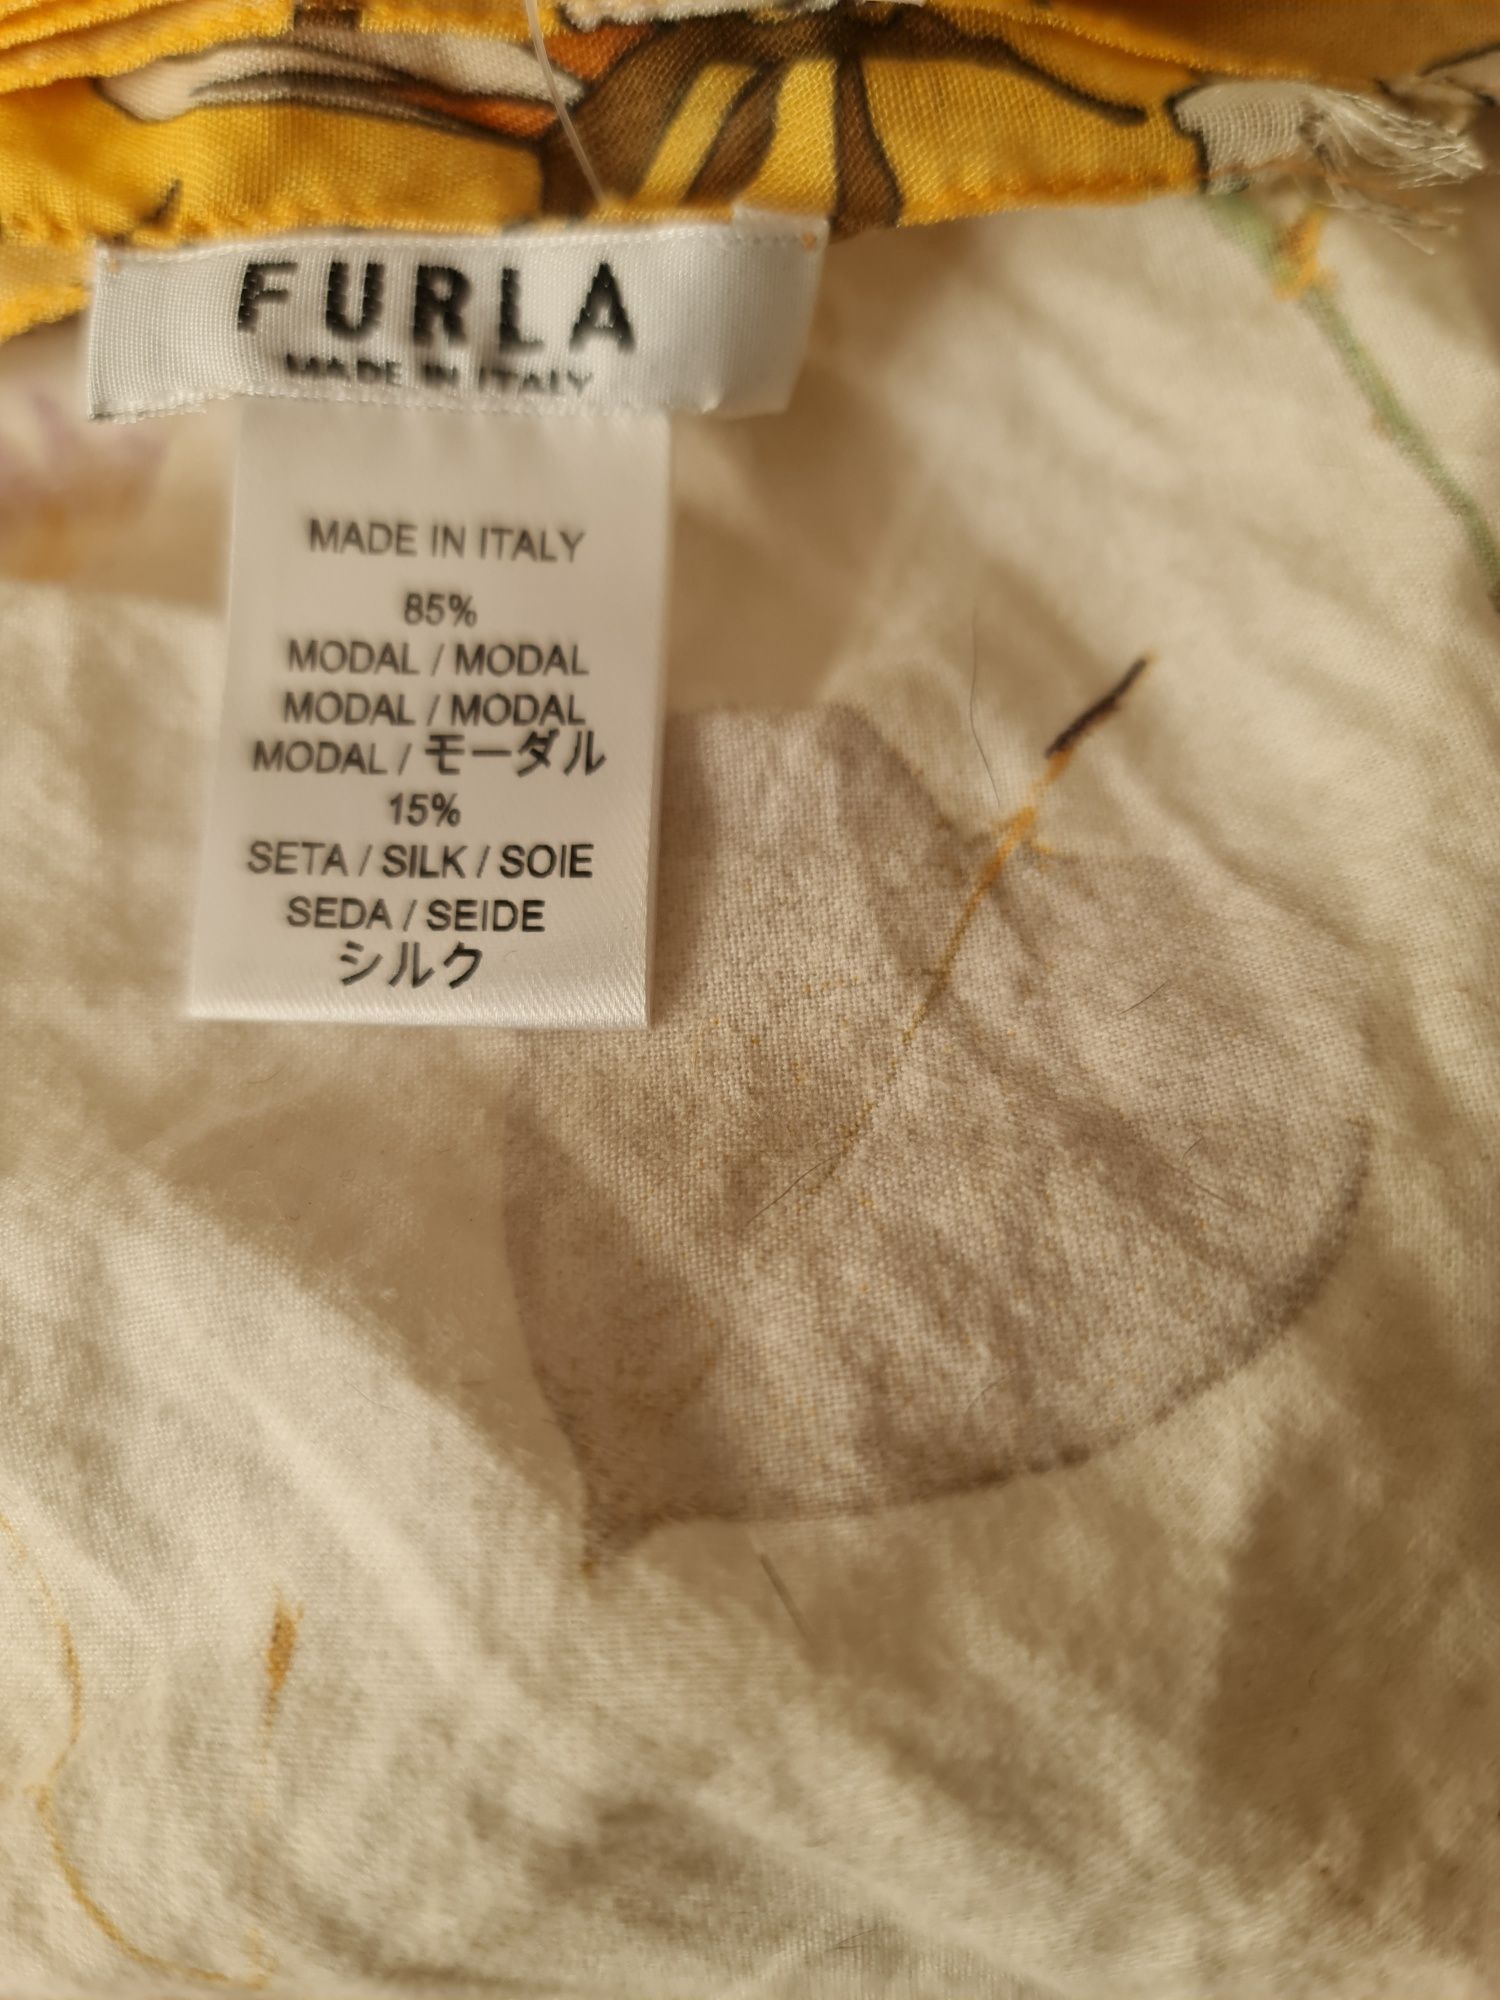 FURLA
MADE IN ITALY
MADE IN ITALY
85%
MODAL / MODAL
MODAL / MODAL
MODAL / モーダル
15%
SETA / SILK / SOIE
SEDA / SEIDE
シルク